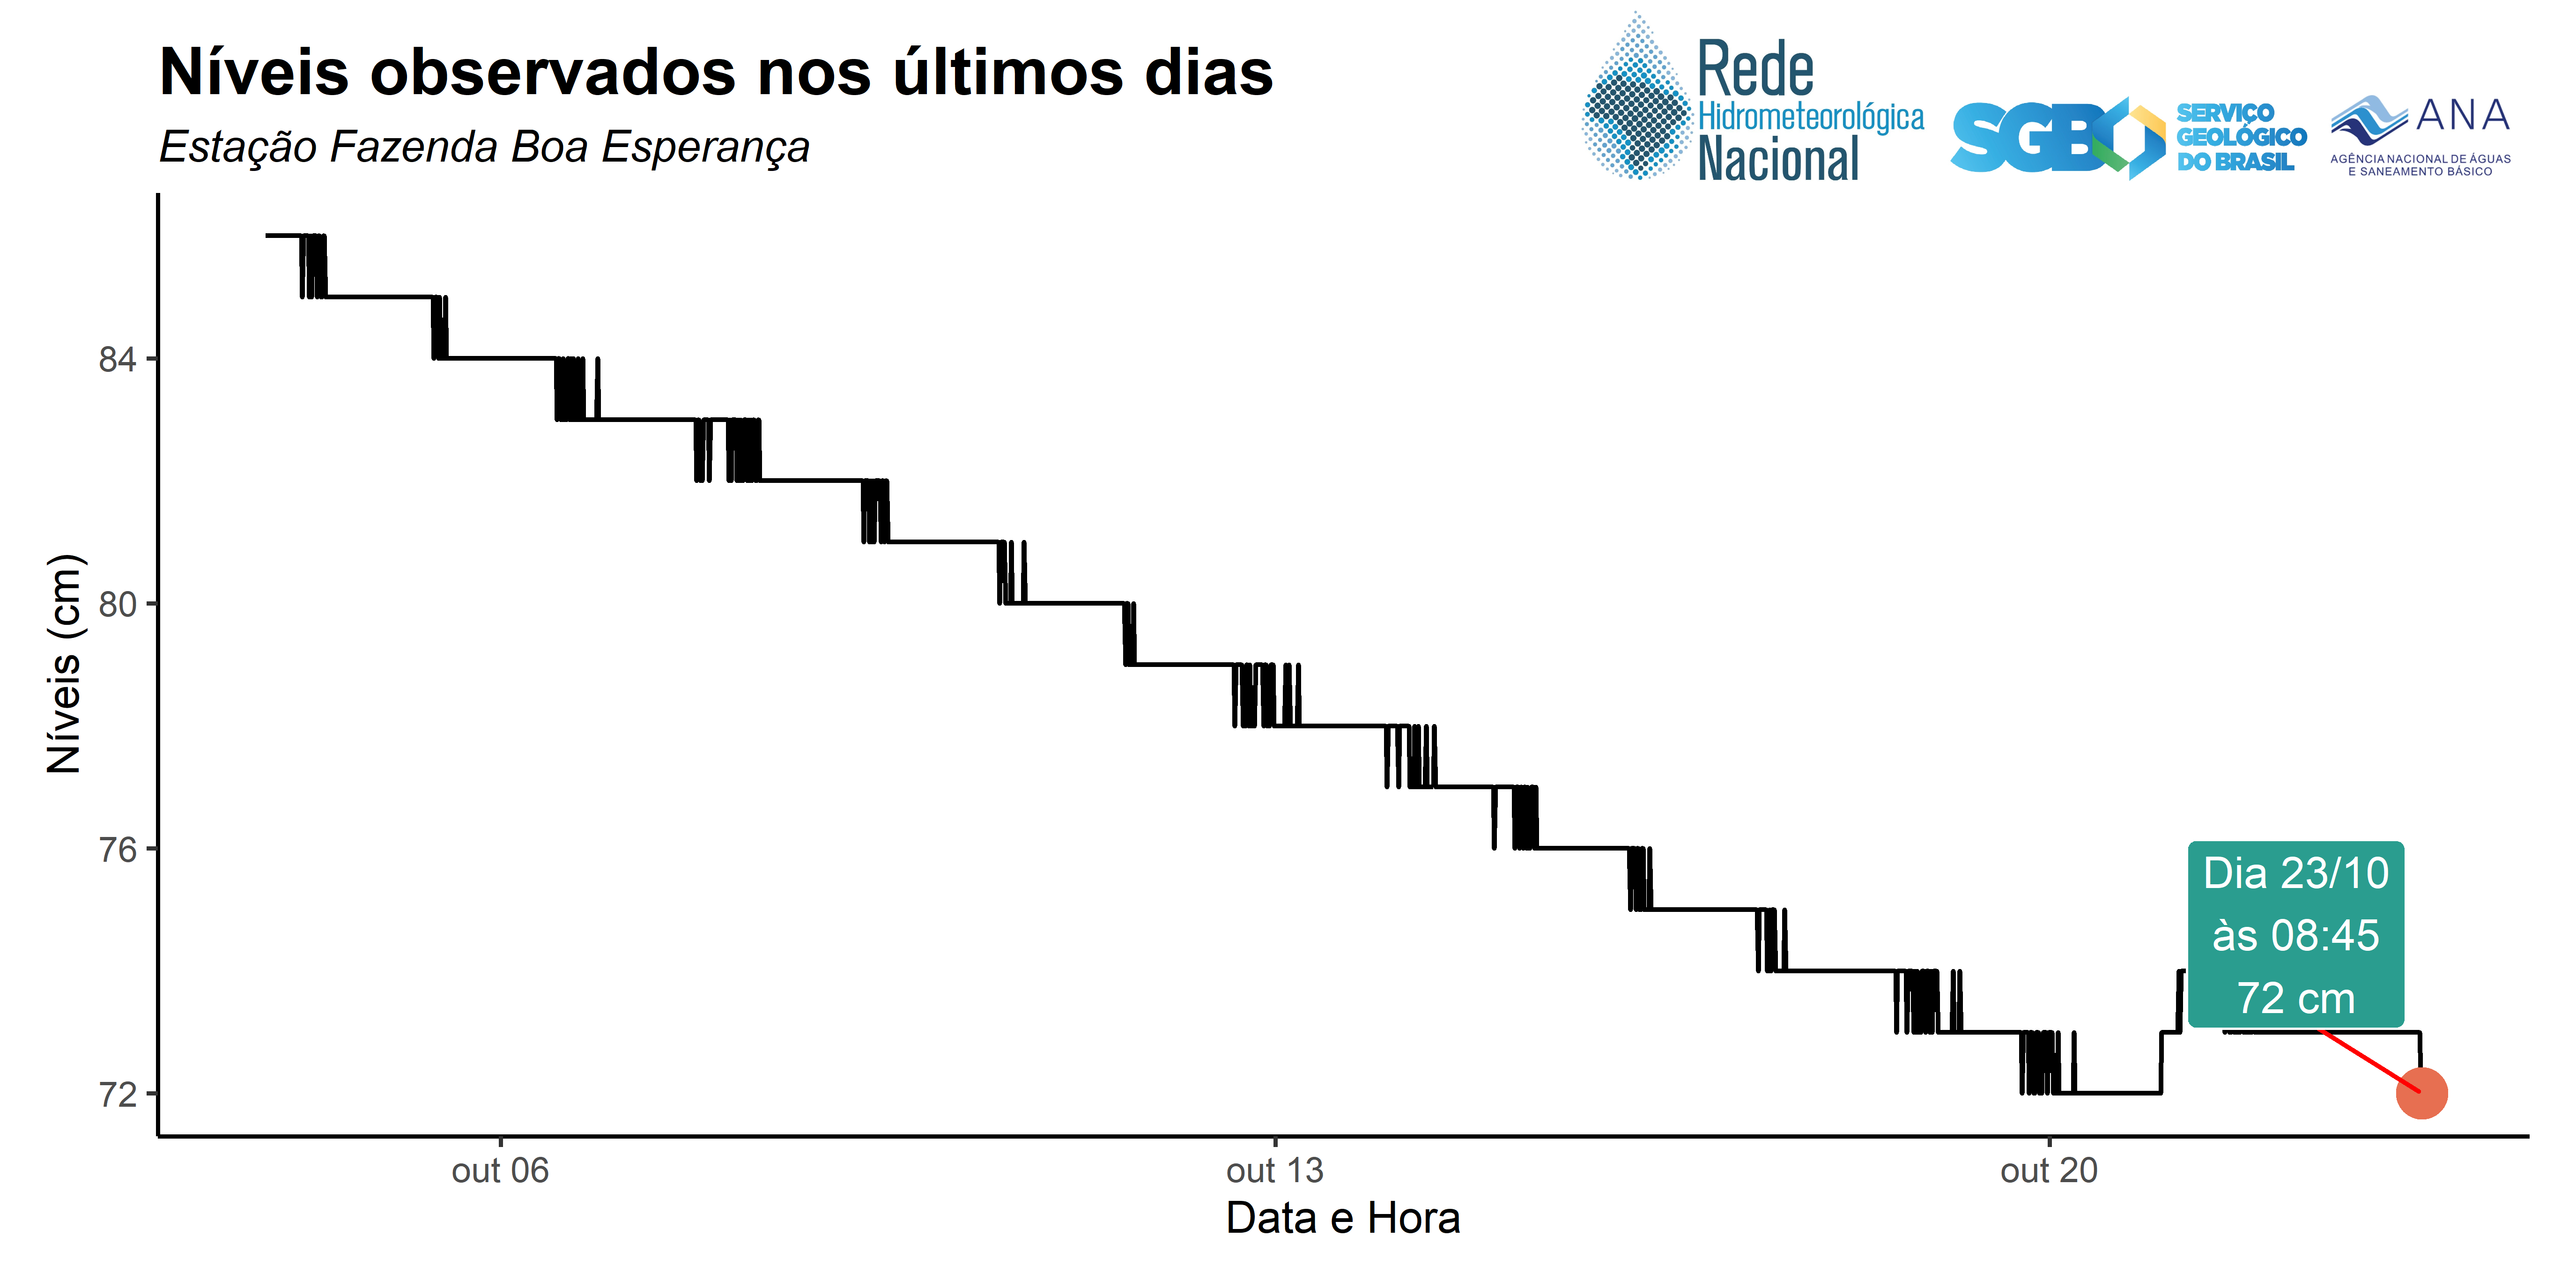 Níveis observados nos últimos dias
Estação Fazenda Boa Esperança
Rede
Hidrometeorológica
Nacional
SGB
SERVIÇO
GEOLÓGICO
DO BRASIL
ANA
AGÊNCIA NACIONAL DE ÁGUAS
E SANEAMENTO BÁSICO
Níveis (cm)
84
80
76
72
Dia 23/10
às 08:45
72 cm
out 06
out 13
out 20
Data e Hora